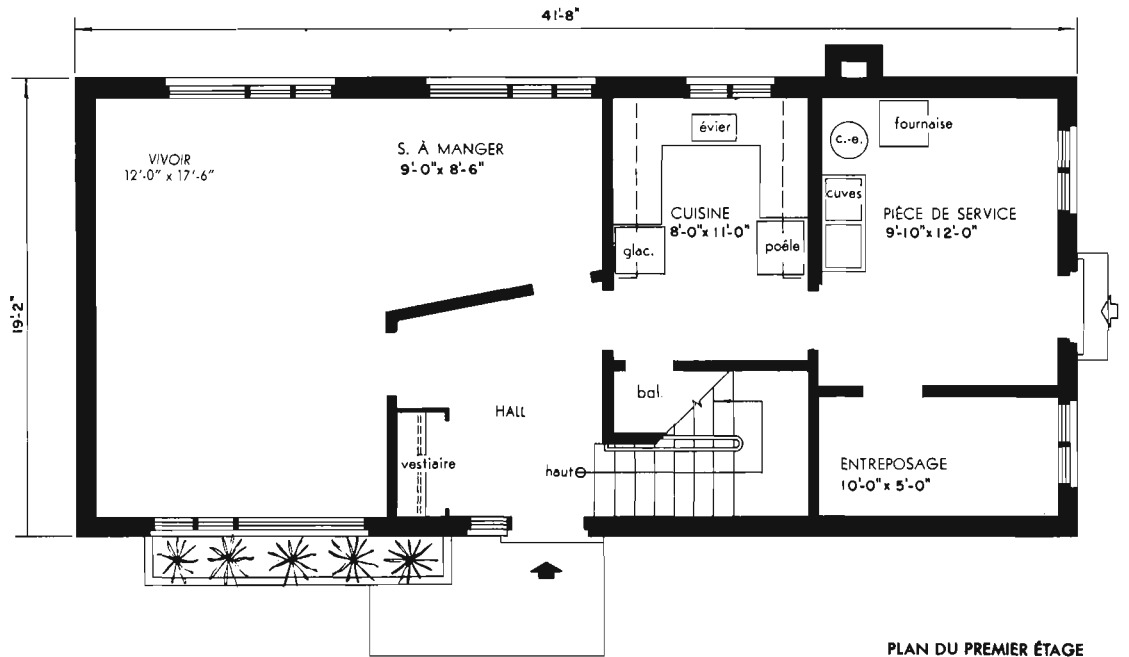 41'-8"
19'-2"
VIVOIR
12'-0" x 17'-6"
S. À MANGER
9'-0" x 8'-6"
évier
CUISINE
8'-0" x 11'-0"
glac.
poêle
c.-e.
fournaise
cuves
PIÈCE DE SERVICE
9'-10" x 12'-0"
HALL
bal.
vestiaire
haut
ENTREPOSAGE
10'-0" x 5'-0"
PLAN DU PREMIER ÉTAGE